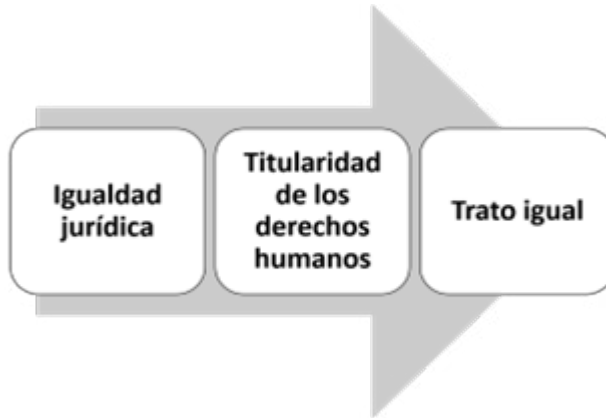 Igualdad
jurídica
Titularidad
de los
derechos
humanos
Trato igual